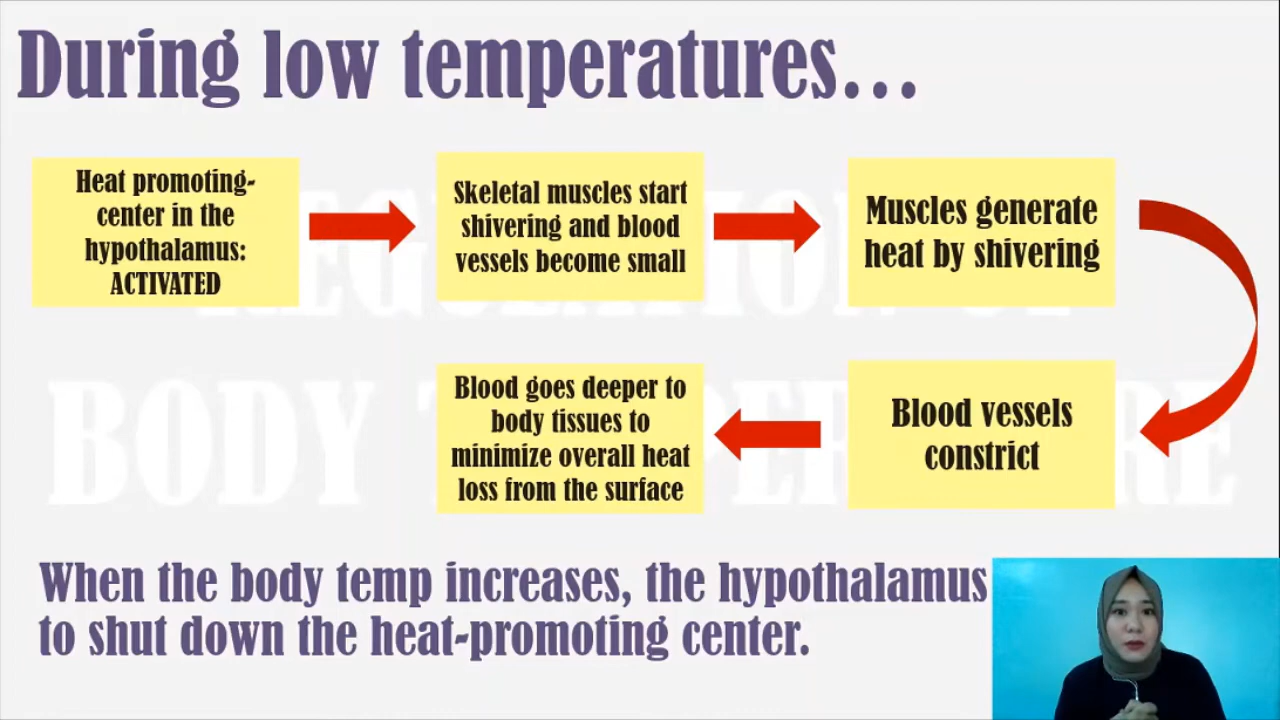 During low temperatures...
Heat promoting-
center in the
hypothalamus:
ACTIVATED
Skeletal muscles start
shivering and blood
vessels become small
Muscles generate
heat by shivering
Blood vessels
constrict
Blood goes deeper to
body tissues to
minimize overall heat
loss from the surface
When the body temp increases, the hypothalamus
to shut down the heat-promoting center.